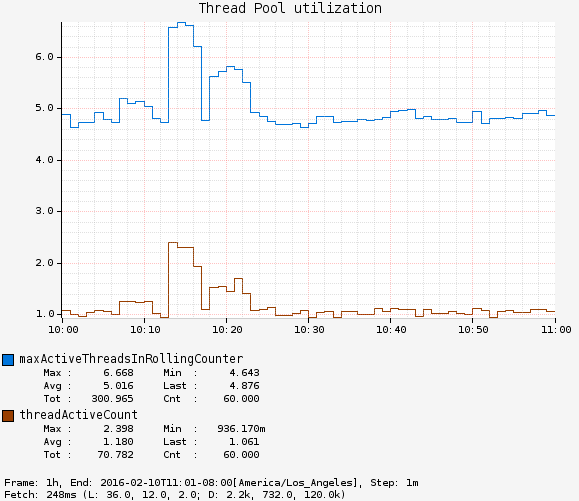 Thread Pool utilization
6.0
5.0
4.0
3.0
2.0
1.0
10:00 10:10 10:20 10:30 10:40 10:50 11:00
maxActiveThreadsInRollingCounter
Max : 6.668 Min : 4.643
Avg : 5.016 Last : 4.876
Tot : 300.965 Cnt : 60.000
threadActiveCount
Max : 2.398 Min : 936.170m
Avg : 1.180 Last : 1.061
Tot : 70.782 Cnt : 60.000
Frame: 1h, End: 2016-02-10T11:01-08:00[America/Los_Angeles], Step: 1m
Fetch: 248ms (L: 36.0, 12.0, 2.0; D: 2.2k, 732.0, 120.0k)